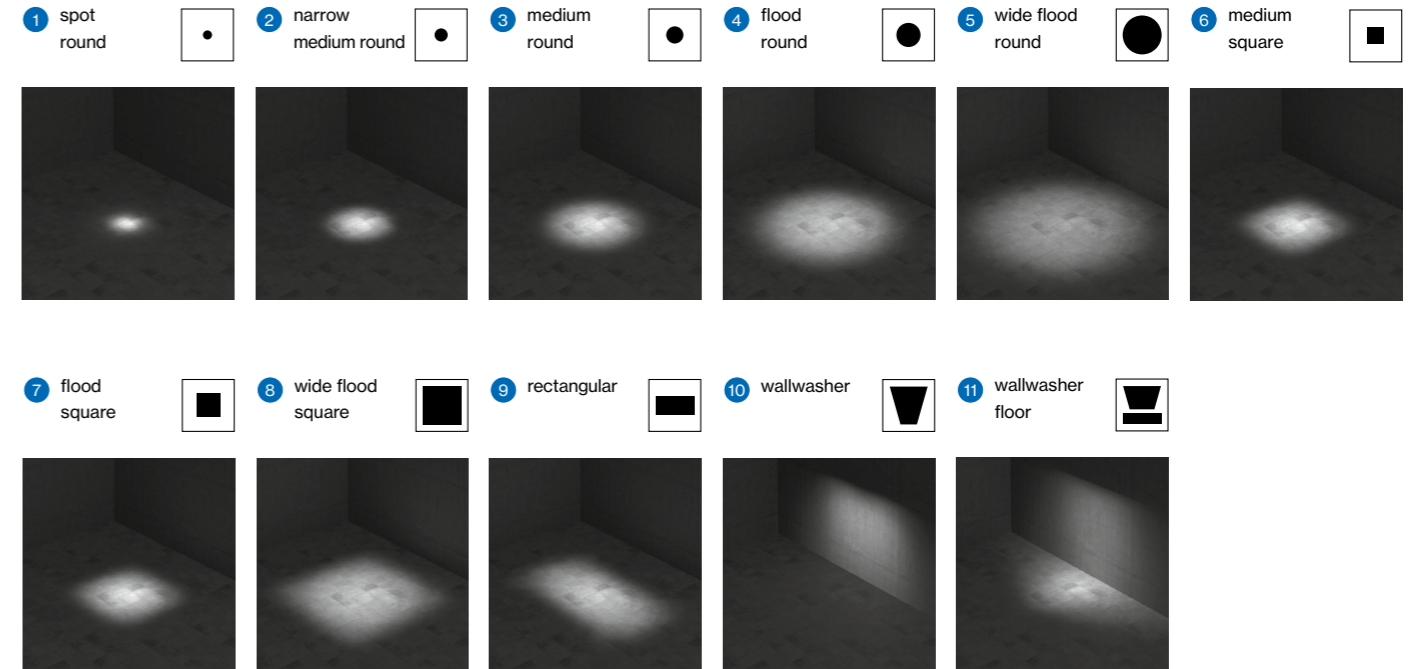 1 spot
round
2 narrow
medium round
3 medium
round
4 flood
round
5 wide flood
round
6 medium
square
7 flood
square
8 wide flood
square
9 rectangular
10 wallwasher
11 wallwasher
floor